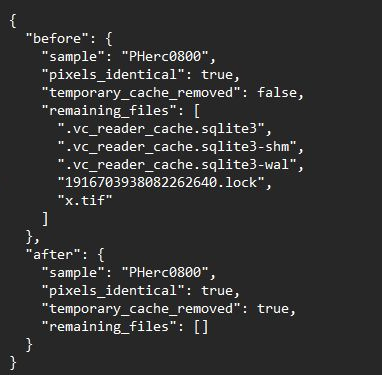 {
  "before": {
    "sample": "PHerc0800",
    "pixels_identical": true,
    "temporary_cache_removed": false,
    "remaining_files": [
      ".vc_reader_cache.sqlite3",
      ".vc_reader_cache.sqlite3-shm",
      ".vc_reader_cache.sqlite3-wal",
      "1916703938082262640.lock",
      "x.tif"
    ]
  },
  "after": {
    "sample": "PHerc0800",
    "pixels_identical": true,
    "temporary_cache_removed": true,
    "remaining_files": []
  }
}